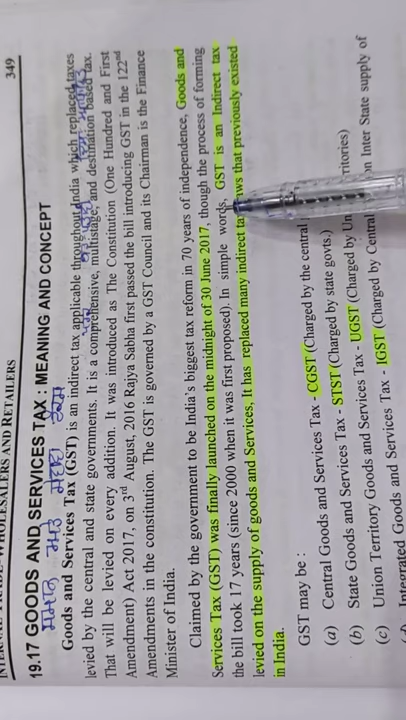 WHOLESALERS AND RETAILERS 349
19.17 GOODS AND SERVICES TAX : MEANING AND CONCEPT
Goods and Services Tax (GST) is an indirect tax applicable throughout India which replaced taxes
levied by the central and state governments. It is a comprehensive, multistage, and destination based tax.
That will be levied on every addition. It was introduced as The Constitution (One Hundred and First
Amendment) Act 2017, on 3rd August, 2016 Rajya Sabha first passed the bill introducing GST in the 122nd
Amendments in the constitution. The GST is governed by a GST Council and its Chairman is the Finance
Minister of India.
Claimed by the government to be India's biggest tax reform in 70 years of independence, Goods and
Services Tax (GST) was finally launched on the midnight of 30 June 2017, though the process of forming
the bill took 17 years (since 2000 when it was first proposed). In simple words, GST is an Indirect tax
levied on the supply of goods and Services, It has replaced many indirect laws that previously existed
in India.
GST may be :
(a) Central Goods and Services Tax - CGST (Charged by the central
(b) State Goods and Services Tax - STST (Charged by state govts.)
(c) Union Territory Goods and Services Tax - UGST (Charged by
Integrated Goods and Services Tax - IGST (Charged by Central on Inter State supply of